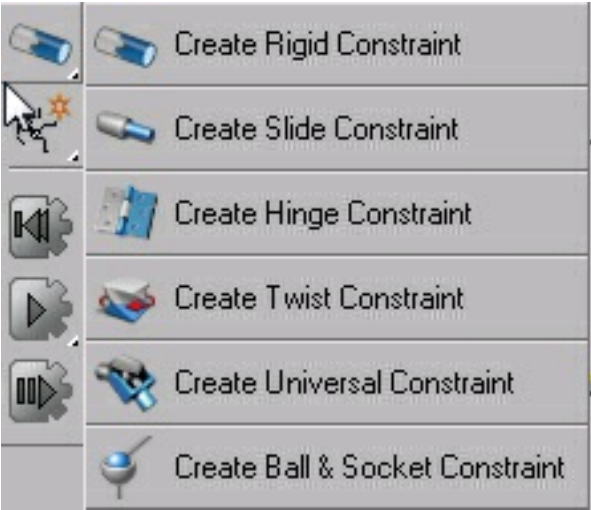 Create Rigid Constraint
Create Slide Constraint
Create Hinge Constraint
Create Twist Constraint
Create Universal Constraint
Create Ball & Socket Constraint